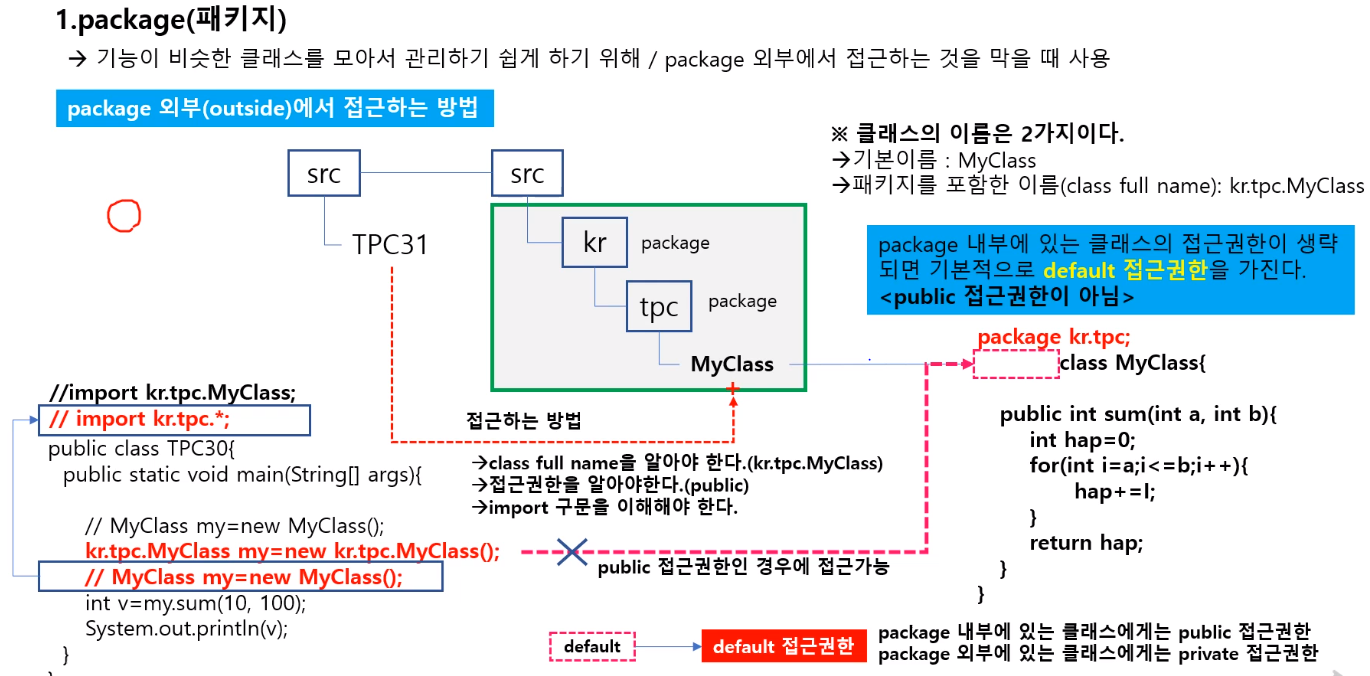 1.package(패키지)
→ 기능이 비슷한 클래스를 모아서 관리하기 쉽게 하기 위해 / package 외부에서 접근하는 것을 막을 때 사용
package 외부(outside)에서 접근하는 방법
※ 클래스의 이름은 2가지이다.
→기본이름 : MyClass
→패키지를 포함한 이름(class full name): kr.tpc.MyClass
src
src
TPC31
kr
package
tpc
package
MyClass
package 내부에 있는 클래스의 접근권한이 생략
되면 기본적으로 default 접근권한을 가진다.
<public 접근권한이 아님>
package kr.tpc;
class MyClass{
public int sum(int a, int b){
int hap=0;
for(int i=a;i<=b;i++){
hap+=I;
}
return hap;
}
}
//import kr.tpc.MyClass;
// import kr.tpc.*;
public class TPC30{
public static void main(String[] args){
// MyClass my=new MyClass();
kr.tpc.MyClass my=new kr.tpc.MyClass();
// MyClass my=new MyClass();
int v=my.sum(10, 100);
System.out.println(v);
}
접근하는 방법
→class full name을 알아야 한다.(kr.tpc.MyClass)
→접근권한을 알아야한다.(public)
→import 구문을 이해해야 한다.
public 접근권한인 경우에 접근가능
default
default 접근권한
package 내부에 있는 클래스에게는 public 접근권한
package 외부에 있는 클래스에게는 private 접근권한